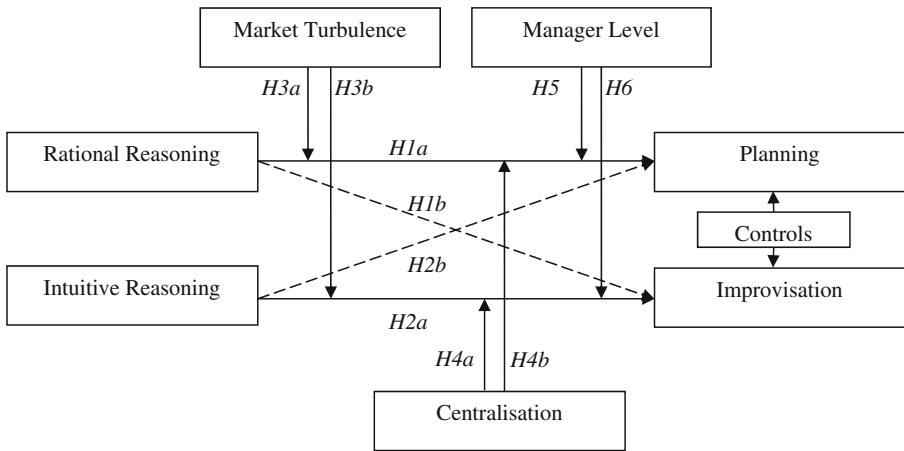 Market Turbulence
Manager Level
H3a
H3b
H5
H6
Rational Reasoning
H1a
Planning
H1b
Controls
H2b
Intuitive Reasoning
Improvisation
H2a
H4a
H4b
Centralisation